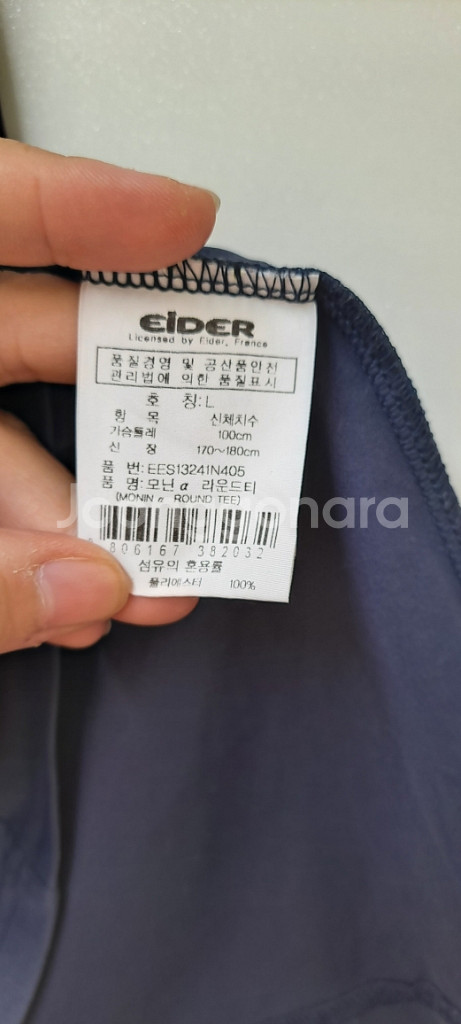 EiDER
Licensed by Eider, France
품질경영 및 공산품안전
관리법에 의한 품질표시
호 칭:L
항 목 신체치수
가슴둘레 100cm
신 장 170~180cm
품 번:EES13241N405
품 명:모닌 α 라운드티
(MONIN α ROUND TEE)
806167 382032
섬유의 혼용률
폴리에스터 100%